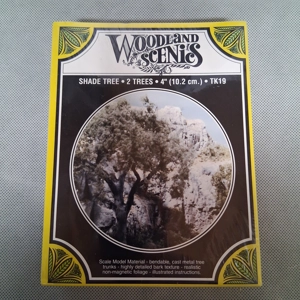 WOODLAND
SCENICS
SHADE TREE • 2 TREES • 4" (10.2 cm.) • TK19
Scale Model Material - bendable, cast metal tree
trunks - highly detailed bark texture - realistic,
non-magnetic foliage - illustrated instructions.